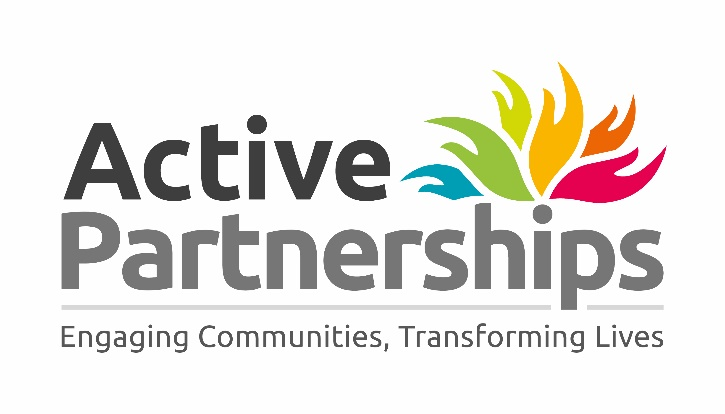 Active
Partnerships
Engaging Communities, Transforming Lives